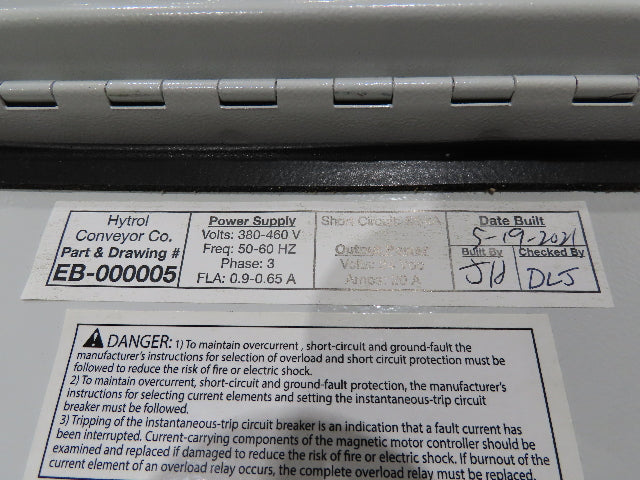 Hytrol
Conveyor Co.
Part & Drawing #
EB-000005
Power Supply
Volts: 380-460 V
Freq: 50-60 HZ
Phase: 3
FLA: 0.9-0.65 A
Short Circuit
Output Power
Date Built
5-19-2021
Built By
JH
Checked By
DLJ
DANGER: 1) To maintain overcurrent , short-circuit and ground-fault the
manufacturer's instructions for selection of overload and short circuit protection must be
followed to reduce the risk of fire or electric shock.
2) To maintain overcurrent, short-circuit and ground-fault protection, the manufacturer's
instructions for selecting current elements and setting the instantaneous-trip circuit
breaker must be followed.
3) Tripping of the instantaneous-trip circuit breaker is an indication that a fault current has
been interrupted. Current-carrying components of the magnetic motor controller should be
examined and replaced if damaged to reduce the risk of fire or electric shock. If burnout of the
current element of an overload relay occurs, the complete overload relay must be replaced.